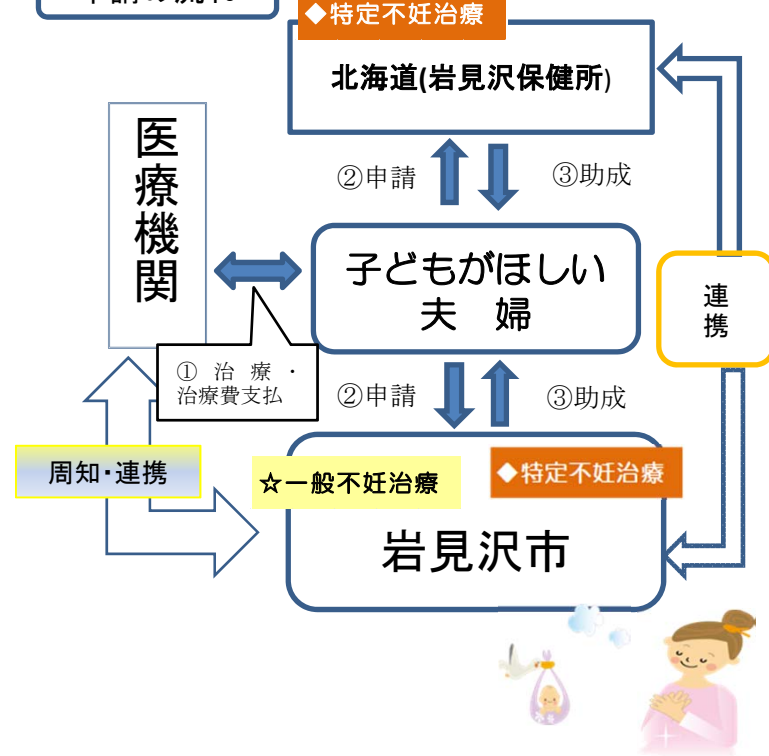 ◆特定不妊治療
北海道(岩見沢保健所)
医療機関
②申請
③助成
子どもがほしい
夫　婦
連携
① 治 療 ・
治療費支払
②申請
③助成
周知・連携
☆一般不妊治療
◆特定不妊治療
岩見沢市